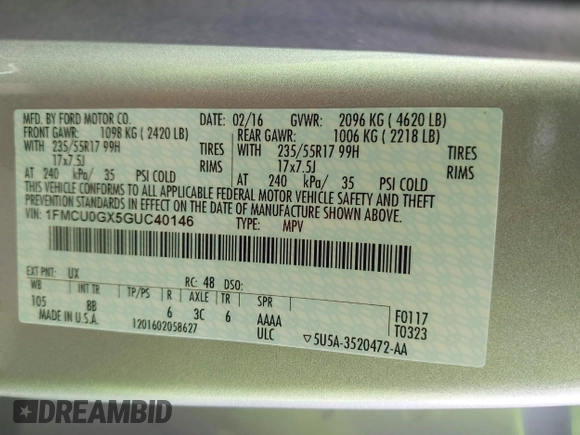 MFD. BY FORD MOTOR CO.
DATE: 02/16 GVWR: 2096 KG ( 4620 LB)
FRONT GAWR: 1098 KG ( 2420 LB)
REAR GAWR: 1006 KG ( 2218 LB)
WITH 235/55R17 99H TIRES
WITH 235/55R17 99H TIRES
17x7.5J RIMS
17x7.5J RIMS
AT 240 kPa/ 35 PSI COLD
AT 240 kPa/ 35 PSI COLD
THIS VEHICLE CONFORMS TO ALL APPLICABLE FEDERAL MOTOR VEHICLE SAFETY AND THEFT
PREVENTION STANDARDS IN EFFECT ON THE DATE OF MANUFACTURE SHOWN ABOVE.
VIN: 1FMCU0GX5GUC40146 TYPE: MPV
EXT PNT: UX RC: 48 DSO:
WB INT TR TP/PS R AXLE TR SPR
105 8B 6 3C 6 AAAA
ULC
F0117
T0323
MADE IN U.S.A. 1201602058627
▽5U5A-3520472-AA
DREAMBID